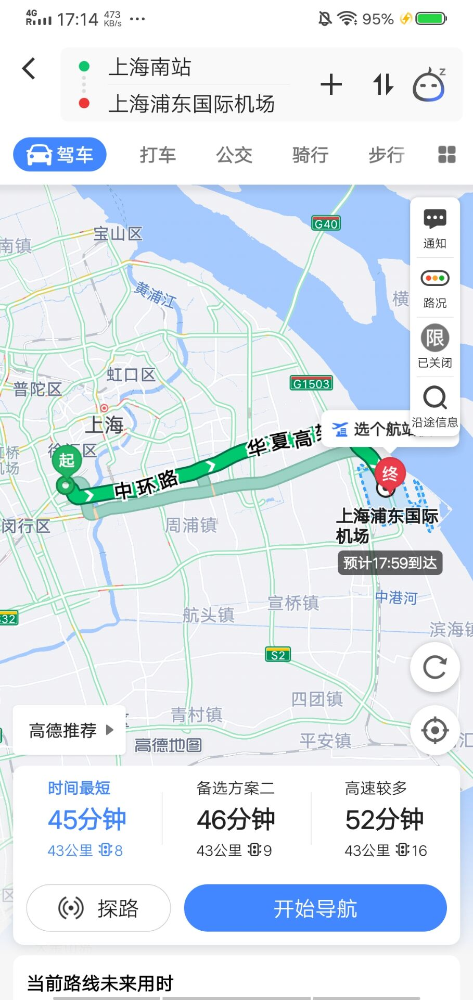 4G
R
17:14
473
KB/s
95%
上海南站
上海浦东国际机场
z
驾车
打车
公交
骑行
步行
G40
通知
宝山区
南镇
黄浦江
横
路况
限
已关闭
虹口区
普陀区
G1503
沿途信息
上海
选个航站
华夏高
虹桥
机场
起
终
中环路
闵行区
周浦镇
上海浦东国际
机场
预计17:59到达
中港河
宣桥镇
航头镇
S32
滨海镇
S2
四团镇
青村镇
高德推荐
高德地图
平安镇
汇
时间最短
备选方案二
高速较多
45分钟
46分钟
52分钟
43公里 8
43公里 9
43公里 16
区
探路
开始导航
当前路线未来用时